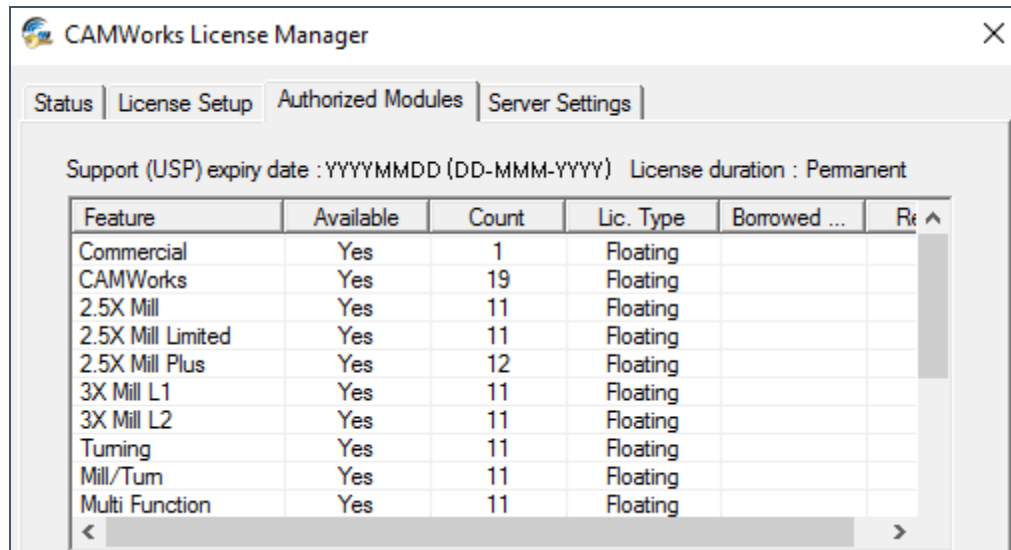 CAMWorks License Manager
Status License Setup Authorized Modules Server Settings
Support (USP) expiry date : YYYYMMDD (DD-MMM-YYYY) License duration : Permanent
Feature Available Count Lic. Type Borrowed ... Re
Commercial Yes 1 Floating
CAMWorks Yes 19 Floating
2.5X Mill Yes 11 Floating
2.5X Mill Limited Yes 11 Floating
2.5X Mill Plus Yes 12 Floating
3X Mill L1 Yes 11 Floating
3X Mill L2 Yes 11 Floating
Turning Yes 11 Floating
Mill/Turn Yes 11 Floating
Multi Function Yes 11 Floating